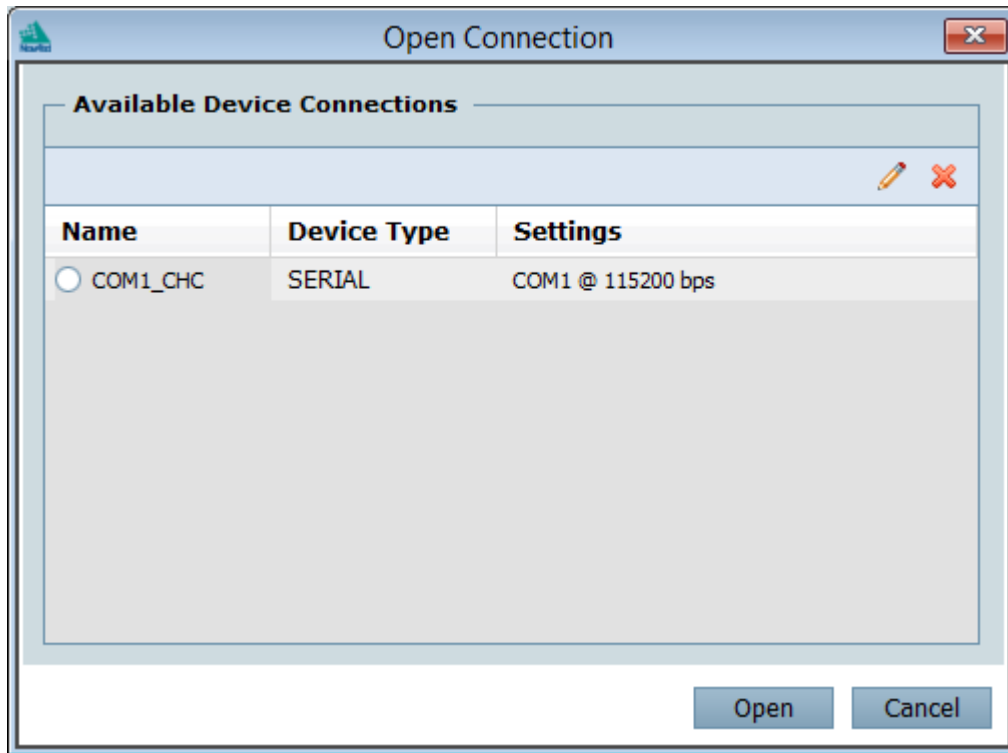 Open Connection
Available Device Connections
Name Device Type Settings
COM1_CHC SERIAL COM1 @ 115200 bps
Open Cancel